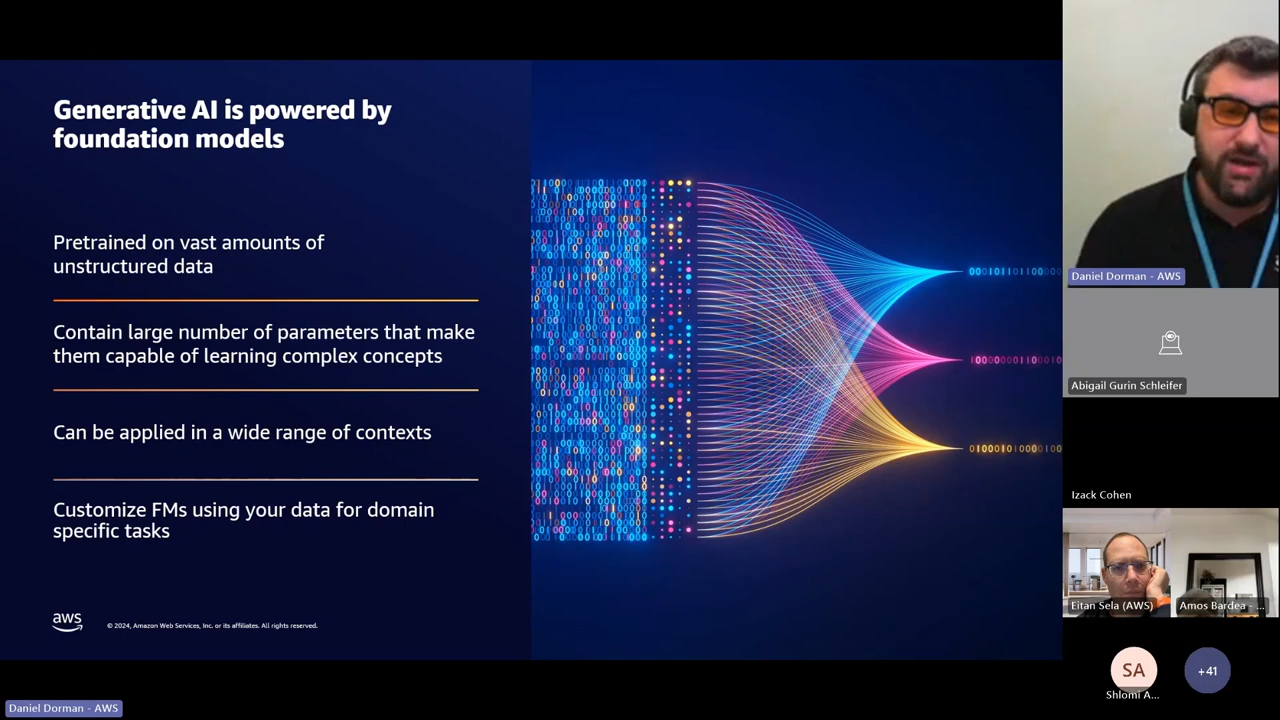 Generative AI is powered by
foundation models
Pretrained on vast amounts of
unstructured data
Contain large number of parameters that make
them capable of learning complex concepts
Can be applied in a wide range of contexts
Customize FMs using your data for domain
specific tasks
aws
© 2024, Amazon Web Services, Inc. or its affiliates. All rights reserved.
Daniel Dorman - AWS
Abigail Gurin Schleifer
Izack Cohen
Eitan Sela (AWS)
Amos Bardea - ...
SA
Shlomi A...
+41
Daniel Dorman - AWS